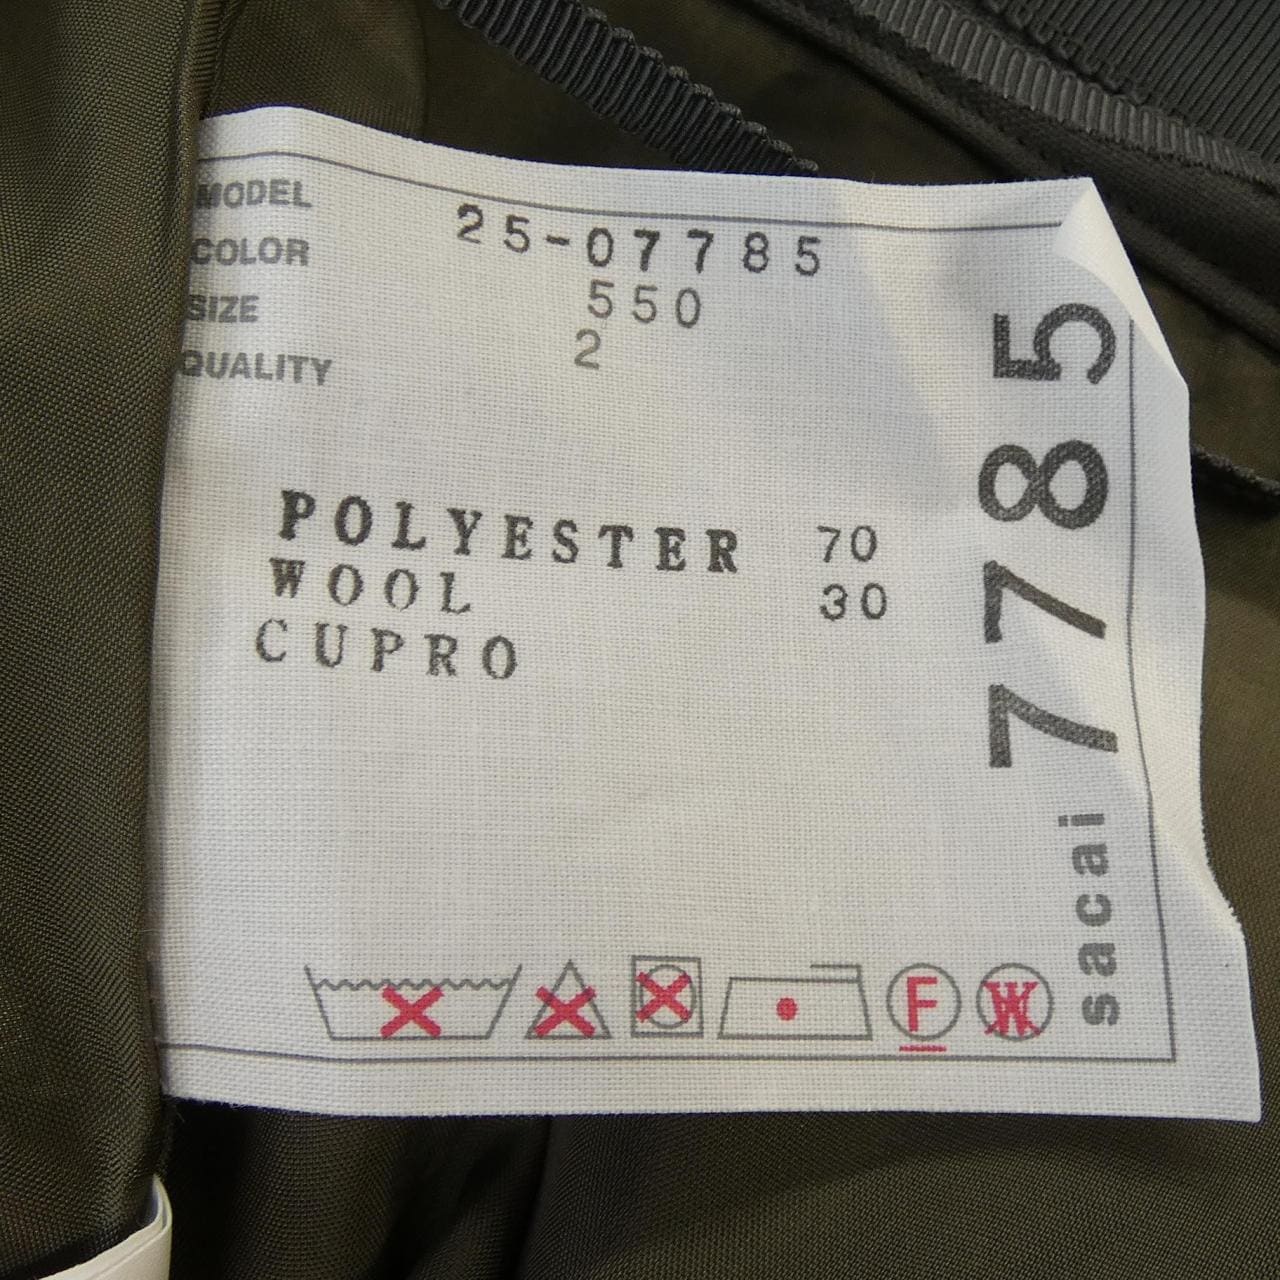 MODEL 25-07785
COLOR 550
SIZE 2
QUALITY
POLYESTER 70
WOOL 30
CUPRO
sacai 7785
F
W